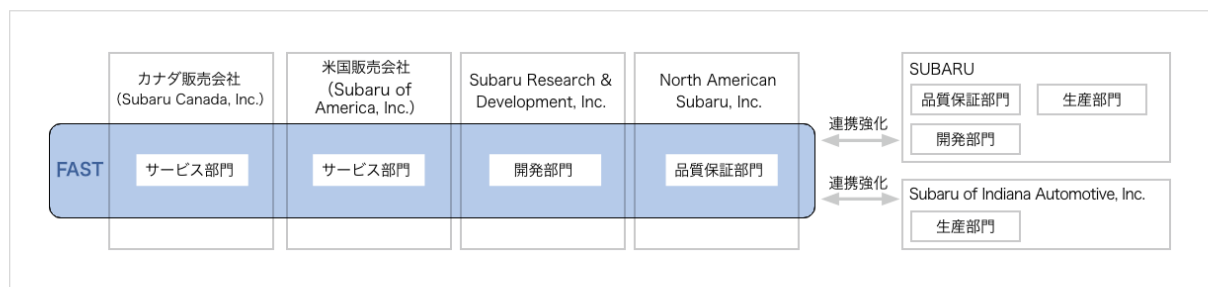 カナダ販売会社
(Subaru Canada, Inc.)
米国販売会社
(Subaru of
America, Inc.)
Subaru Research &
Development, Inc.
North American
Subaru, Inc.
FAST
サービス部門
サービス部門
開発部門
品質保証部門
連携強化
連携強化
SUBARU
品質保証部門
生産部門
開発部門
Subaru of Indiana Automotive, Inc.
生産部門